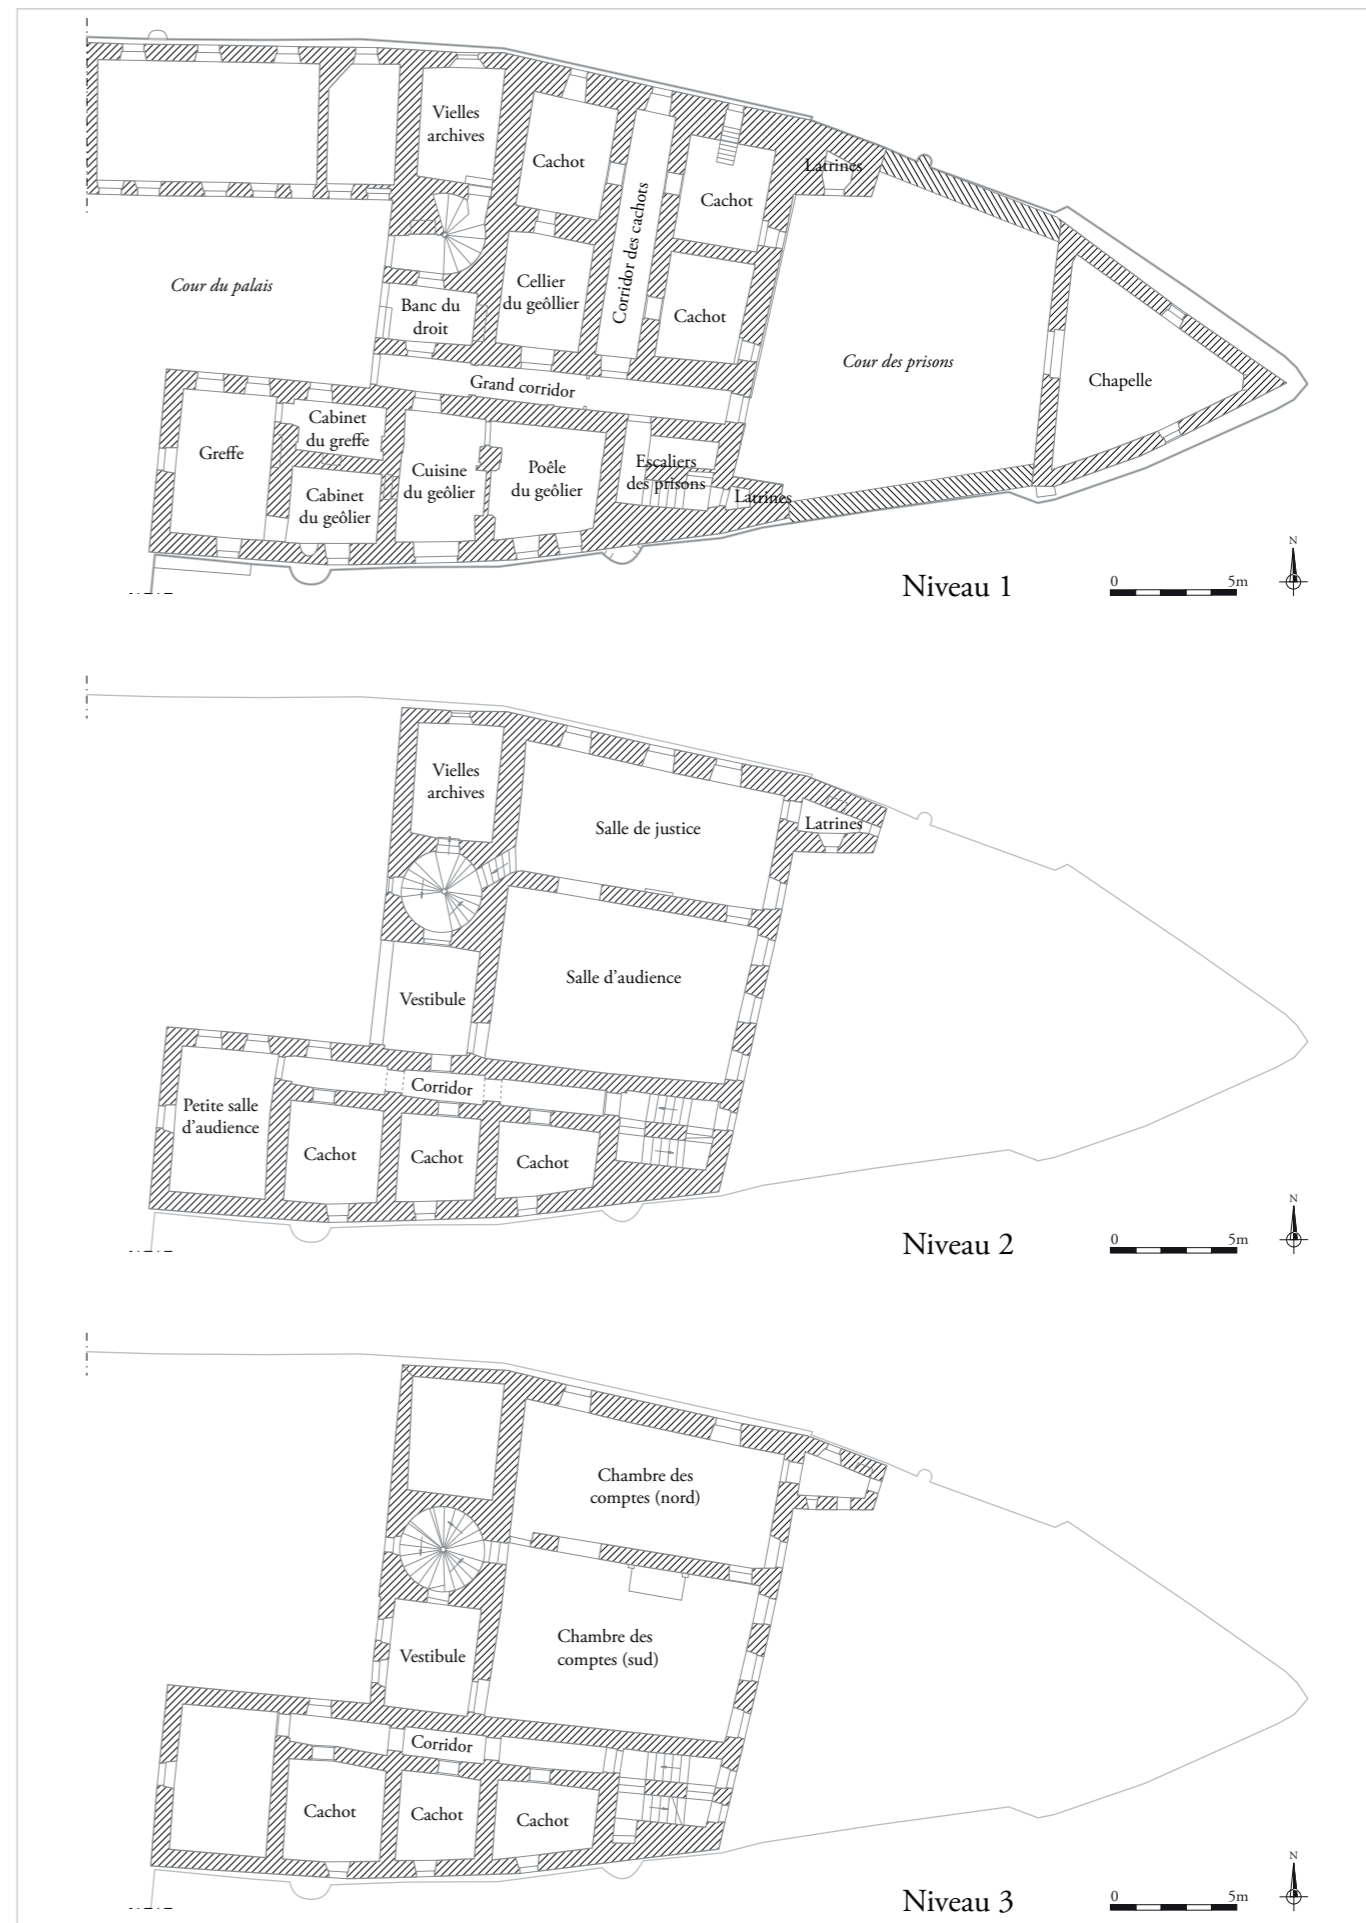 Vielles
archives
Cachot
Corridor des cachots
Cachot
Latrines
Cour du palais
Banc du
droit
Cellier
du geôllier
Cachot
Cour des prisons
Chapelle
Grand corridor
Greffe
Cabinet
du greffe
Cabinet
du geôlier
Cuisine
du geôlier
Poêle
du geôlier
Escaliers
des prisons
Latrines
Niveau 1
0 5m
N
Vielles
archives
Salle de justice
Latrines
Vestibule
Salle d'audience
Petite salle
d'audience
Corridor
Cachot
Cachot
Cachot
Niveau 2
0 5m
N
Chambre des
comptes (nord)
Vestibule
Chambre des
comptes (sud)
Corridor
Cachot
Cachot
Cachot
Niveau 3
0 5m
N